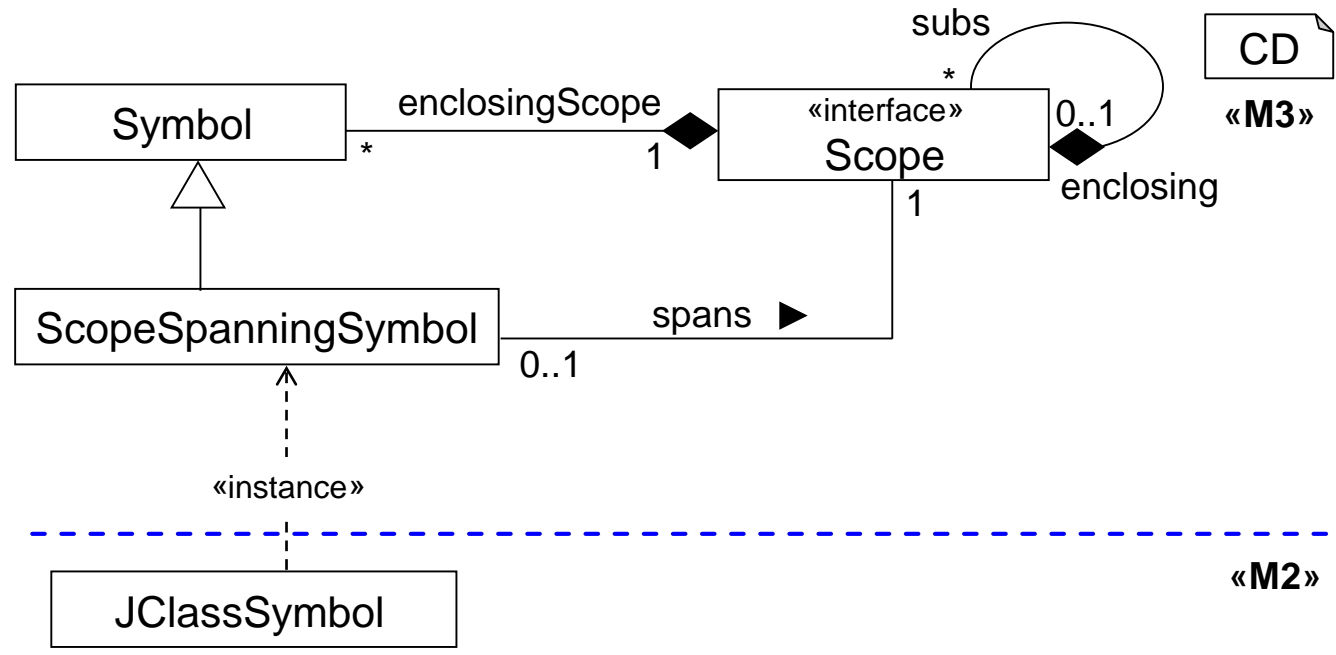 subs
CD
*
enclosingScope
«interface»
0..1
«M3»
Symbol
*
1
Scope
enclosing
1
ScopeSpanningSymbol
spans ►
0..1
«instance»
«M2»
JClassSymbol